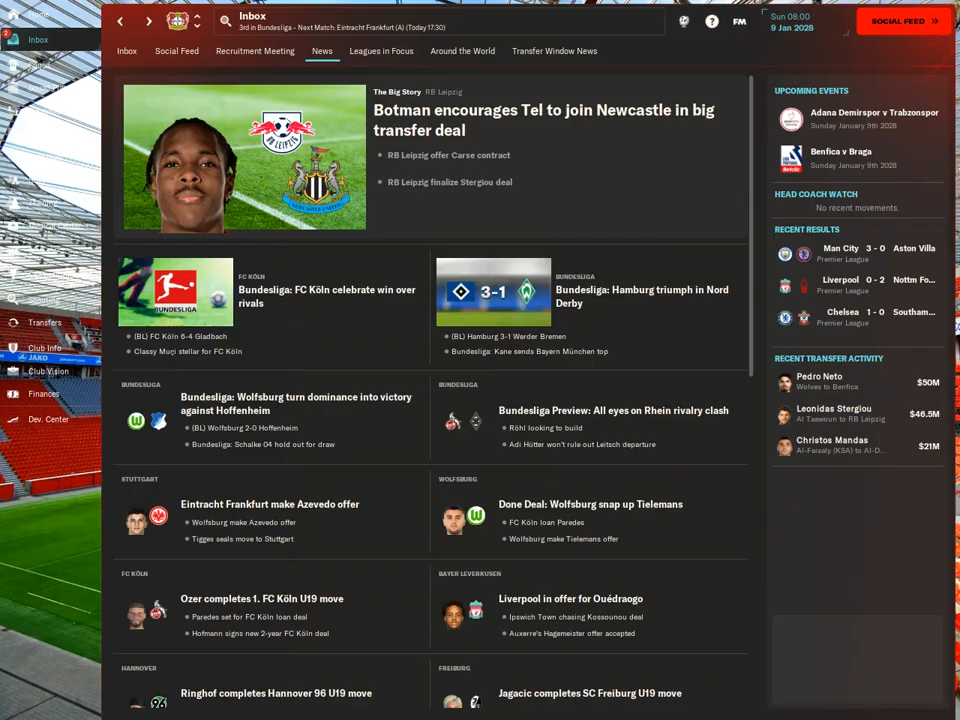 Inbox
3rd in Bundesliga - Next Match: Eintracht Frankfurt (A) (Today 17:30)
FM
Sun 08:00
9 Jan 2028
SOCIAL FEED
2
Inbox
Transfers
Club Info
Club Vision
Finances
Dev. Center
JAKO
Inbox
Social Feed
Recruitment Meeting
News
Leagues in Focus
Around the World
Transfer Window News
The Big Story RB Leipzig
Botman encourages Tel to join Newcastle in big
transfer deal
RB Leipzig offer Carse contract
RB Leipzig finalize Stergiou deal
BUNDESLIGA
FC KÖLN
Bundesliga: FC Köln celebrate win over
rivals
(BL) FC Köln 6-4 Gladbach
Classy Muçi stellar for FC Köln
3-1
BUNDESLIGA
Bundesliga: Hamburg triumph in Nord
Derby
(BL) Hamburg 3-1 Werder Bremen
Bundesliga: Kane sends Bayern München top
BUNDESLIGA
Bundesliga: Wolfsburg turn dominance into victory
against Hoffenheim
(BL) Wolfsburg 2-0 Hoffenheim
Bundesliga: Schalke 04 hold out for draw
BUNDESLIGA
Bundesliga Preview: All eyes on Rhein rivalry clash
Röhl looking to build
Adi Hütter won't rule out Leitsch departure
STUTTGART
Eintracht Frankfurt make Azevedo offer
Wolfsburg make Azevedo offer
Tigges seals move to Stuttgart
WOLFSBURG
Done Deal: Wolfsburg snap up Tielemans
FC Köln loan Paredes
Wolfsburg make Tielemans offer
FC KÖLN
Ozer completes 1. FC Köln U19 move
Paredes set for FC Köln loan deal
Hofmann signs new 2-year FC Köln deal
BAYER LEVERKUSEN
Liverpool in offer for Ouédraogo
Ipswich Town chasing Kossounou deal
Auxerre's Hagemeister offer accepted
HANNOVER
Ringhof completes Hannover 96 U19 move
FREIBURG
Jagacic completes SC Freiburg U19 move
UPCOMING EVENTS
Adana Demirspor v Trabzonspor
Sunday January 9th 2028
Benfica v Braga
Sunday January 9th 2028
HEAD COACH WATCH
No recent movements.
RECENT RESULTS
Man City 3 - 0 Aston Villa
Premier League
Liverpool 0 - 2 Nottm Fo...
Premier League
Chelsea 1 - 0 Southam...
Premier League
RECENT TRANSFER ACTIVITY
Pedro Neto
Wolves to Benfica
$50M
Leonidas Stergiou
Al Taawoun to RB Leipzig
$46.5M
Christos Mandas
Al-Faisaly (KSA) to Al-D...
$21M